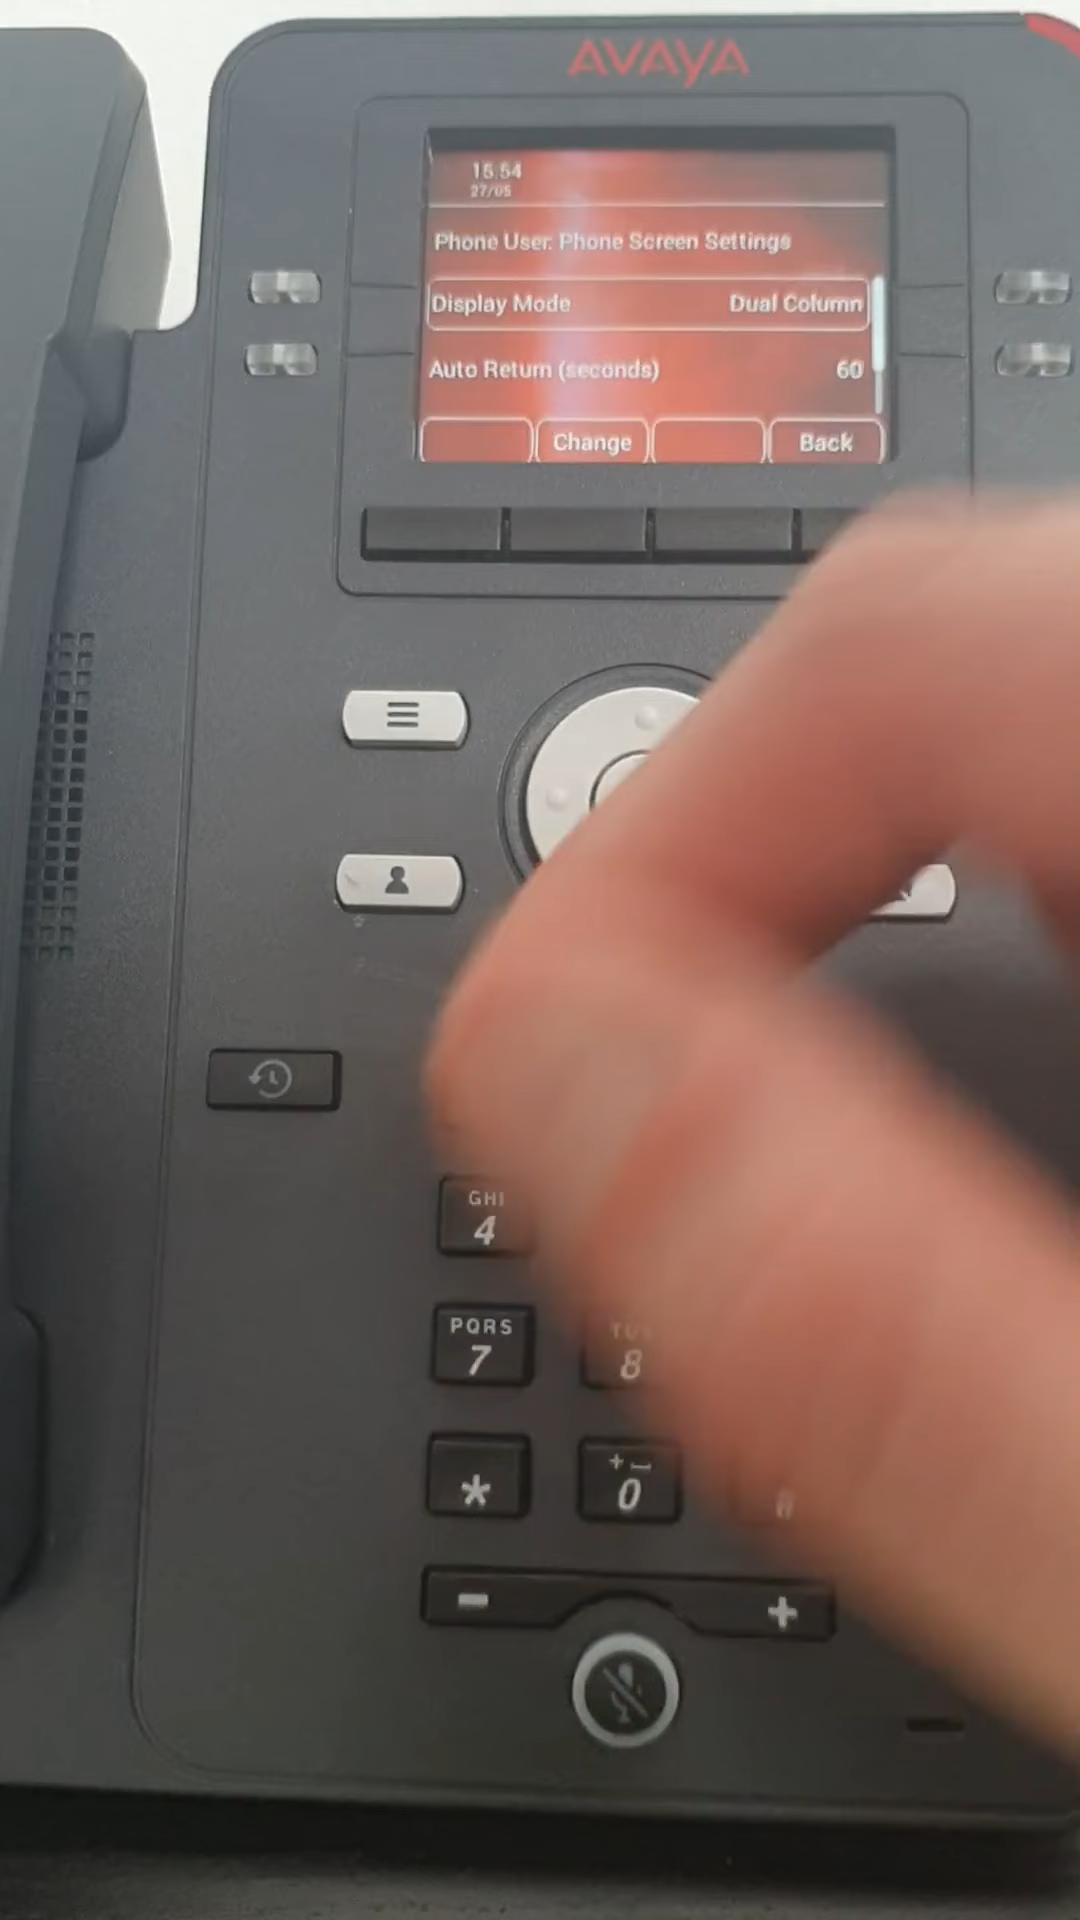 AVAYA
15:54
27/05
Phone User: Phone Screen Settings
Display Mode Dual Column
Auto Return (seconds) 60
Change Back
GHI
4
PQRS
7
TUV
8
*
+
0
- +